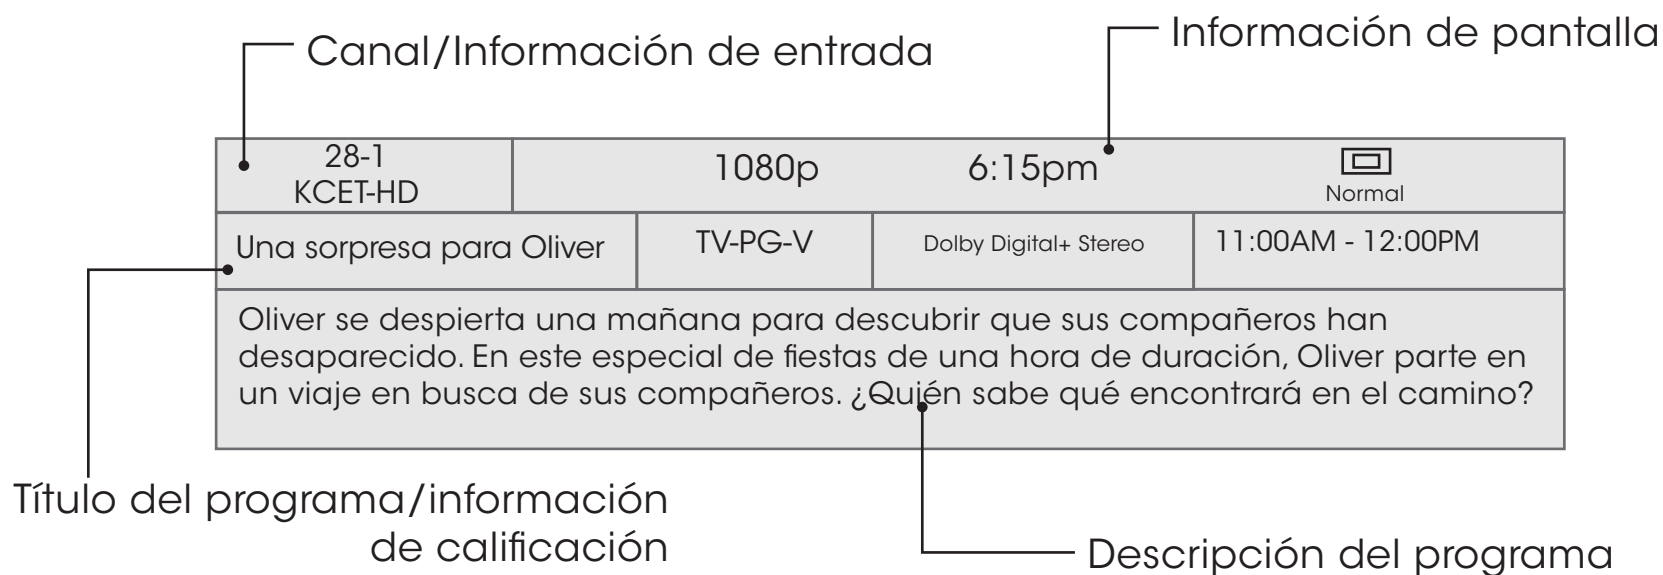 Canal/Información de entrada
Información de pantalla
28-1
KCET-HD
1080p
6:15pm
Normal
Una sorpresa para Oliver
TV-PG-V
Dolby Digital+ Stereo
11:00AM - 12:00PM
Oliver se despierta una mañana para descubrir que sus compañeros han
desaparecido. En este especial de fiestas de una hora de duración, Oliver parte en
un viaje en busca de sus compañeros. ¿Quién sabe qué encontrará en el camino?
Título del programa/información
de calificación
Descripción del programa